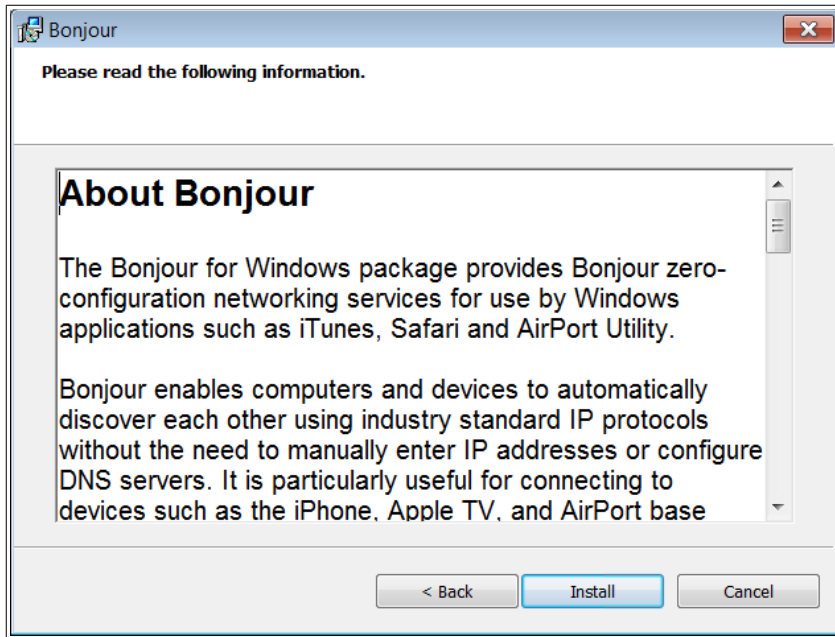 Bonjour
Please read the following information.
About Bonjour
The Bonjour for Windows package provides Bonjour zero-
configuration networking services for use by Windows
applications such as iTunes, Safari and AirPort Utility.
Bonjour enables computers and devices to automatically
discover each other using industry standard IP protocols
without the need to manually enter IP addresses or configure
DNS servers. It is particularly useful for connecting to
devices such as the iPhone, Apple TV, and AirPort base
< Back
Install
Cancel